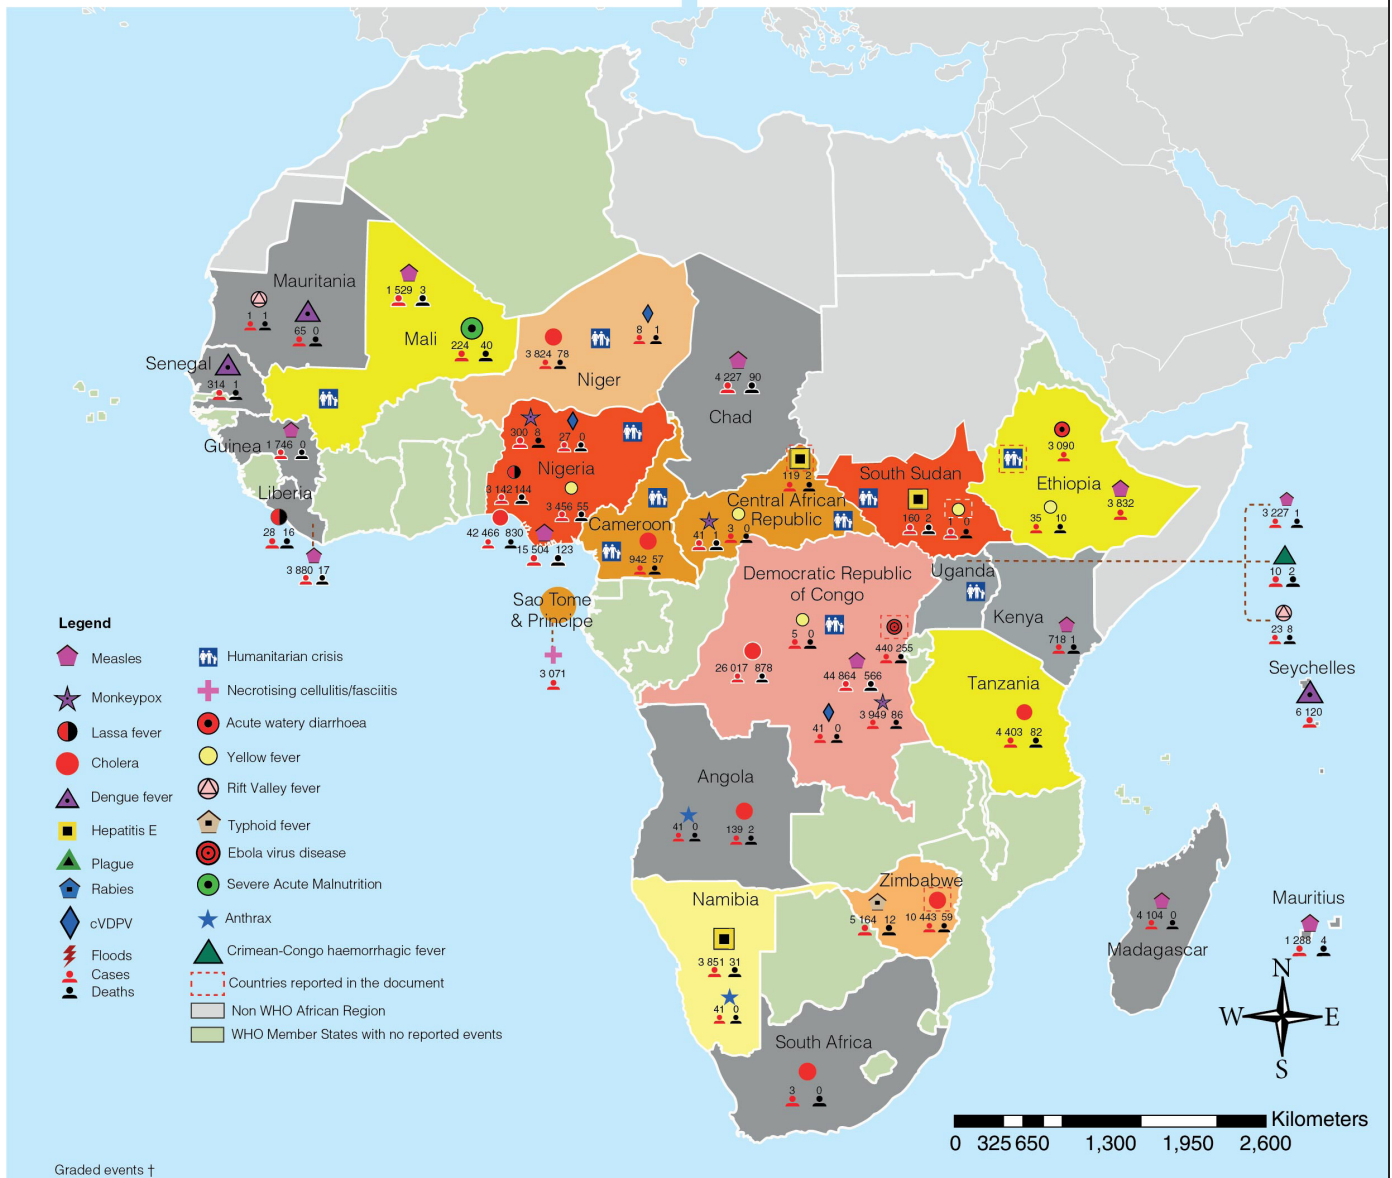 Mauritania
1 1
65 0
1 529 3
Mali
224 40
3 824 78
8 1
Niger
4 227 90
Chad
Senegal
314 1
Guinea
1 746 0
Liberia
28 16
3 880 17
300 8
27 0
Nigeria
3 142 144
3 456 55
42 466 830
15 504 123
Cameroon
942 57
119 2
Central African
Republic
41 1
3 0
South Sudan
160 2
1 0
3 090
Ethiopia
3 832
35 10
3 227 1
10 2
23 8
Uganda
Kenya
718 1
Democratic Republic
of Congo
5 0
440 255
26 017 878
44 864 566
3 949 86
41 0
Sao Tome
& Principe
3 071
Tanzania
4 403 82
Seychelles
6 120
Angola
41 0
139 2
Zimbabwe
5 164 12
10 443 59
Namibia
3 851 31
41 0
South Africa
3 0
4 104 0
Madagascar
Mauritius
1 288 4
Legend
Measles
Monkeypox
Lassa fever
Cholera
Dengue fever
Hepatitis E
Plague
Rabies
cVDPV
Floods
Cases
Deaths
Humanitarian crisis
Necrotising cellulitis/fasciitis
Acute watery diarrhoea
Yellow fever
Rift Valley fever
Typhoid fever
Ebola virus disease
Severe Acute Malnutrition
Anthrax
Crimean-Congo haemorrhagic fever
Countries reported in the document
Non WHO African Region
WHO Member States with no reported events
N
W E
S
Kilometers
0 325 650 1,300 1,950 2,600
Graded events †